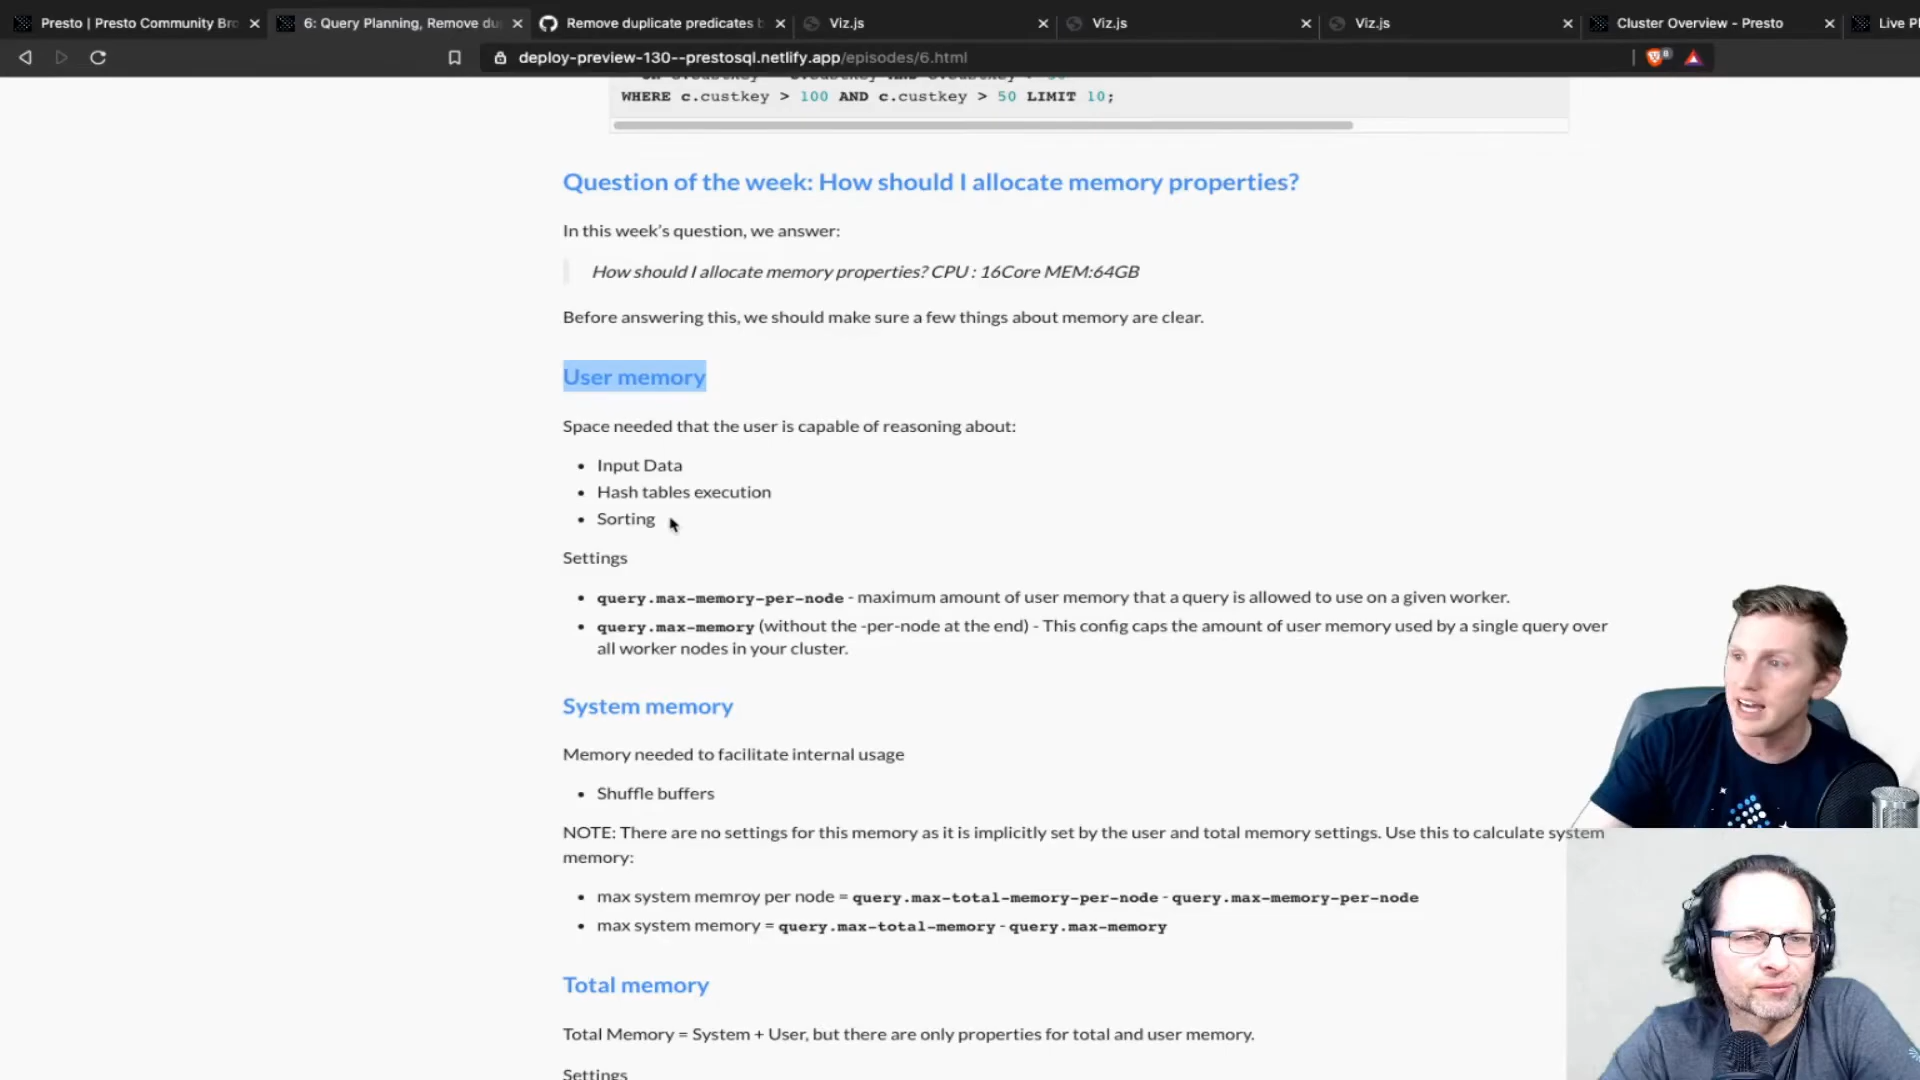 Presto | Presto Community Bro
6: Query Planning, Remove du
Remove duplicate predicates b
Viz.js
Viz.js
Viz.js
Cluster Overview - Presto
Live Pl
deploy-preview-130--prestosql.netlify.app/episodes/6.html
WHERE c.custkey > 100 AND c.custkey > 50 LIMIT 10;
Question of the week: How should I allocate memory properties?
In this week's question, we answer:
How should I allocate memory properties? CPU : 16Core MEM:64GB
Before answering this, we should make sure a few things about memory are clear.
User memory
Space needed that the user is capable of reasoning about:
• Input Data
• Hash tables execution
• Sorting
Settings
• query.max-memory-per-node - maximum amount of user memory that a query is allowed to use on a given worker.
• query.max-memory (without the -per-node at the end) - This config caps the amount of user memory used by a single query over
all worker nodes in your cluster.
System memory
Memory needed to facilitate internal usage
• Shuffle buffers
NOTE: There are no settings for this memory as it is implicitly set by the user and total memory settings. Use this to calculate system
memory:
• max system memroy per node = query.max-total-memory-per-node - query.max-memory-per-node
• max system memory = query.max-total-memory - query.max-memory
Total memory
Total Memory = System + User, but there are only properties for total and user memory.
Settings